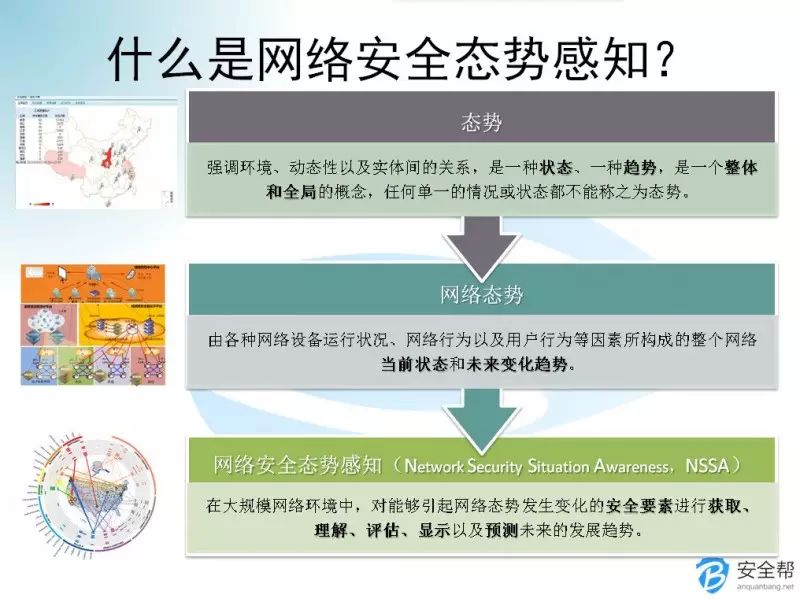 什么是网络安全态势感知？
态势
强调环境、动态性以及实体间的关系，是一种状态、一种趋势，是一个整体
和全局的概念，任何单一的情况或状态都不能称之为态势。
网络态势
由各种网络设备运行状况、网络行为以及用户行为等因素所构成的整个网络
当前状态和未来变化趋势。
网络安全态势感知（Network Security Situation Awareness，NSSA）
在大规模网络环境中，对能够引起网络态势发生变化的安全要素进行获取、
理解、评估、显示以及预测未来的发展趋势。
安全帮
anquanbang.net